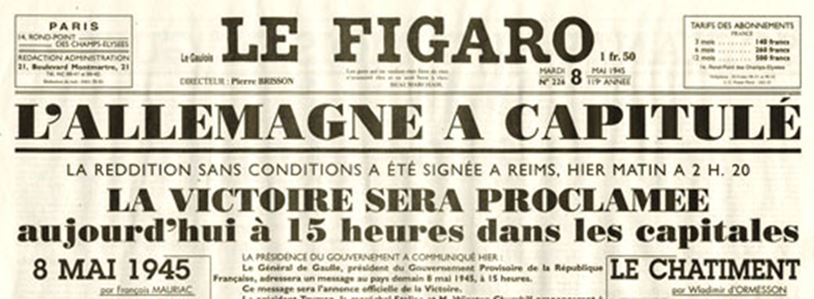 PARIS
14, ROND-POINT
DES CHAMPS-ELYSEES
REDACTION ADMINISTRATION
21, Boulevard Montmartre, 21
Le Gaulois
LE FIGARO
1 fr. 50
DIRECTEUR : Pierre BRISSON
BEAUMARCHAIS.
MARDI 8 MAI 1945
N° 226 119e ANNÉE
TARIFS DES ABONNEMENTS
FRANCE
3 mois ........ 140 francs
6 mois ........ 260 francs
12 mois ........ 500 francs
L'ALLEMAGNE A CAPITULÉ
LA REDDITION SANS CONDITIONS A ÉTÉ SIGNÉE A REIMS, HIER MATIN A 2 H. 20
LA VICTOIRE SERA PROCLAMEE
aujourd'hui à 15 heures dans les capitales
8 MAI 1945
par François MAURIAC
LA PRÉSIDENCE DU GOUVERNEMENT A COMMUNIQUÉ HIER :
Le Général de Gaulle, président du Gouvernement Provisoire de la République
Française, adressera un message au pays demain 8 mai 1945, à 15 heures.
Ce message sera l'annonce officielle de la Victoire.
LE CHATIMENT
par Wladimir d'ORMESSON